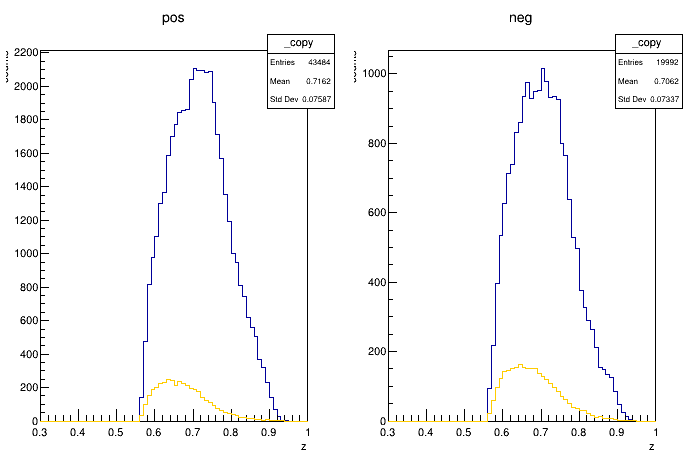 pos
_copy
Entries 43484
Mean 0.7162
Std Dev 0.07587
2200
2000
1800
1600
1400
1200
1000
800
600
400
200
0
0.3 0.4 0.5 0.6 0.7 0.8 0.9 1
z
neg
_copy
Entries 19992
Mean 0.7062
Std Dev 0.07337
1000
800
600
400
200
0
0.3 0.4 0.5 0.6 0.7 0.8 0.9 1
z